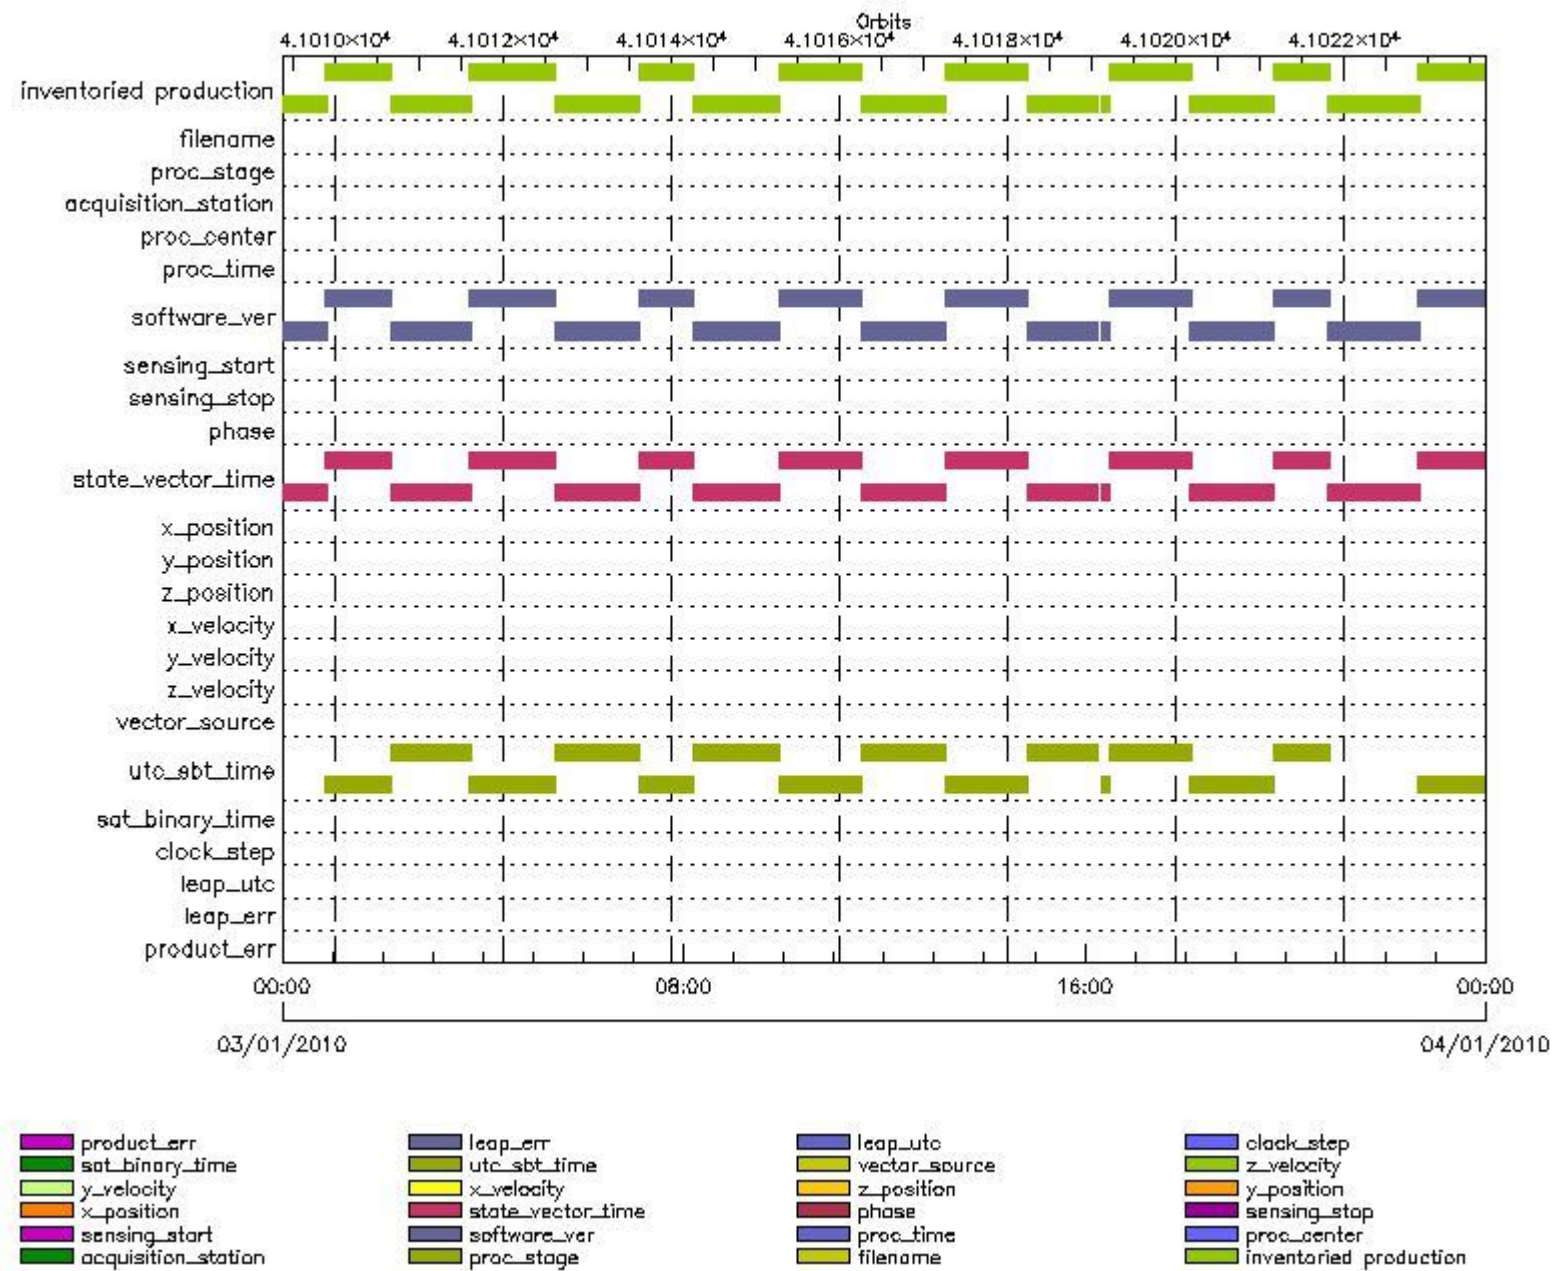 Orbits
4.1010×10⁴ 4.1012×10⁴ 4.1014×10⁴ 4.1016×10⁴ 4.1018×10⁴ 4.1020×10⁴ 4.1022×10⁴
inventoried production
filename
proc_stage
acquisition_station
proc_center
proc_time
software_ver
sensing_start
sensing_stop
phase
state_vector_time
x_position
y_position
z_position
x_velocity
y_velocity
z_velocity
vector_source
utc_sbt_time
sat_binary_time
clock_step
leap_utc
leap_err
product_err
00:00 08:00 16:00 00:00
03/01/2010 04/01/2010
product_err leap_err leap_utc clock_step
sat_binary_time utc_sbt_time vector_source z_velocity
y_velocity x_velocity z_position y_position
x_position state_vector_time phase sensing_stop
sensing_start software_ver proc_time proc_center
acquisition_station proc_stage filename inventoried production